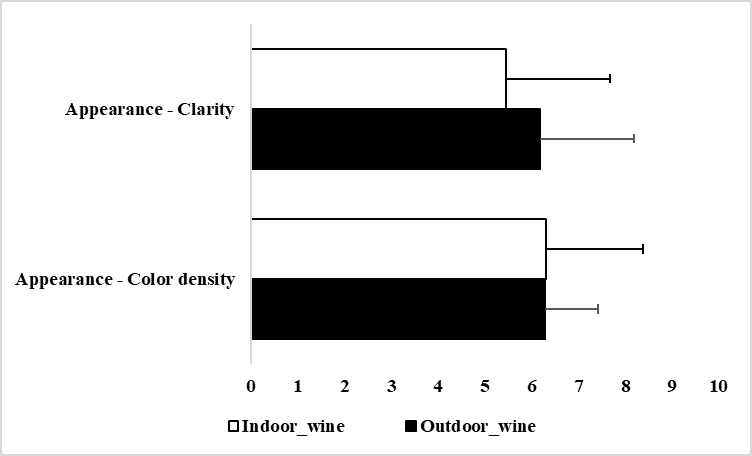 Appearance - Clarity
Appearance - Color density
0 1 2 3 4 5 6 7 8 9 10
Indoor_wine Outdoor_wine